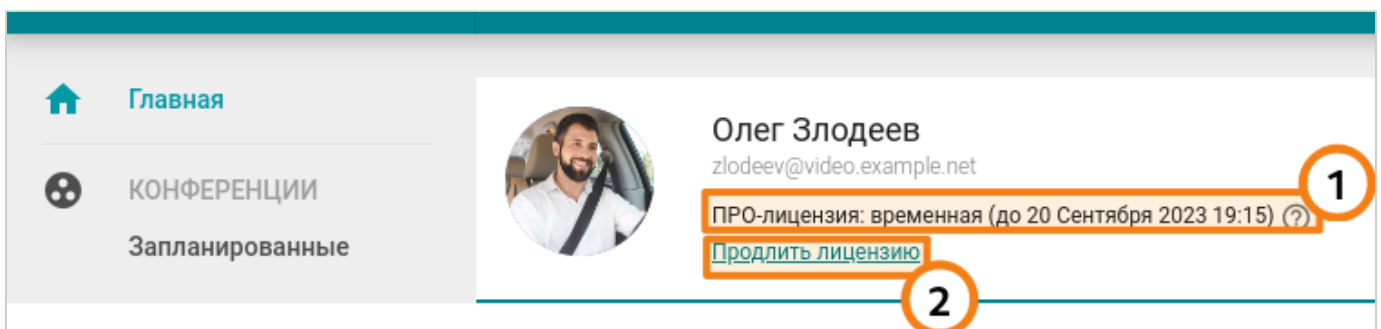 Главная
КОНФЕРЕНЦИИ
Запланированные
Олег Злодеев
zlodeev@video.example.net
ПРО-лицензия: временная (до 20 Сентября 2023 19:15) ?
1
Продлить лицензию
2